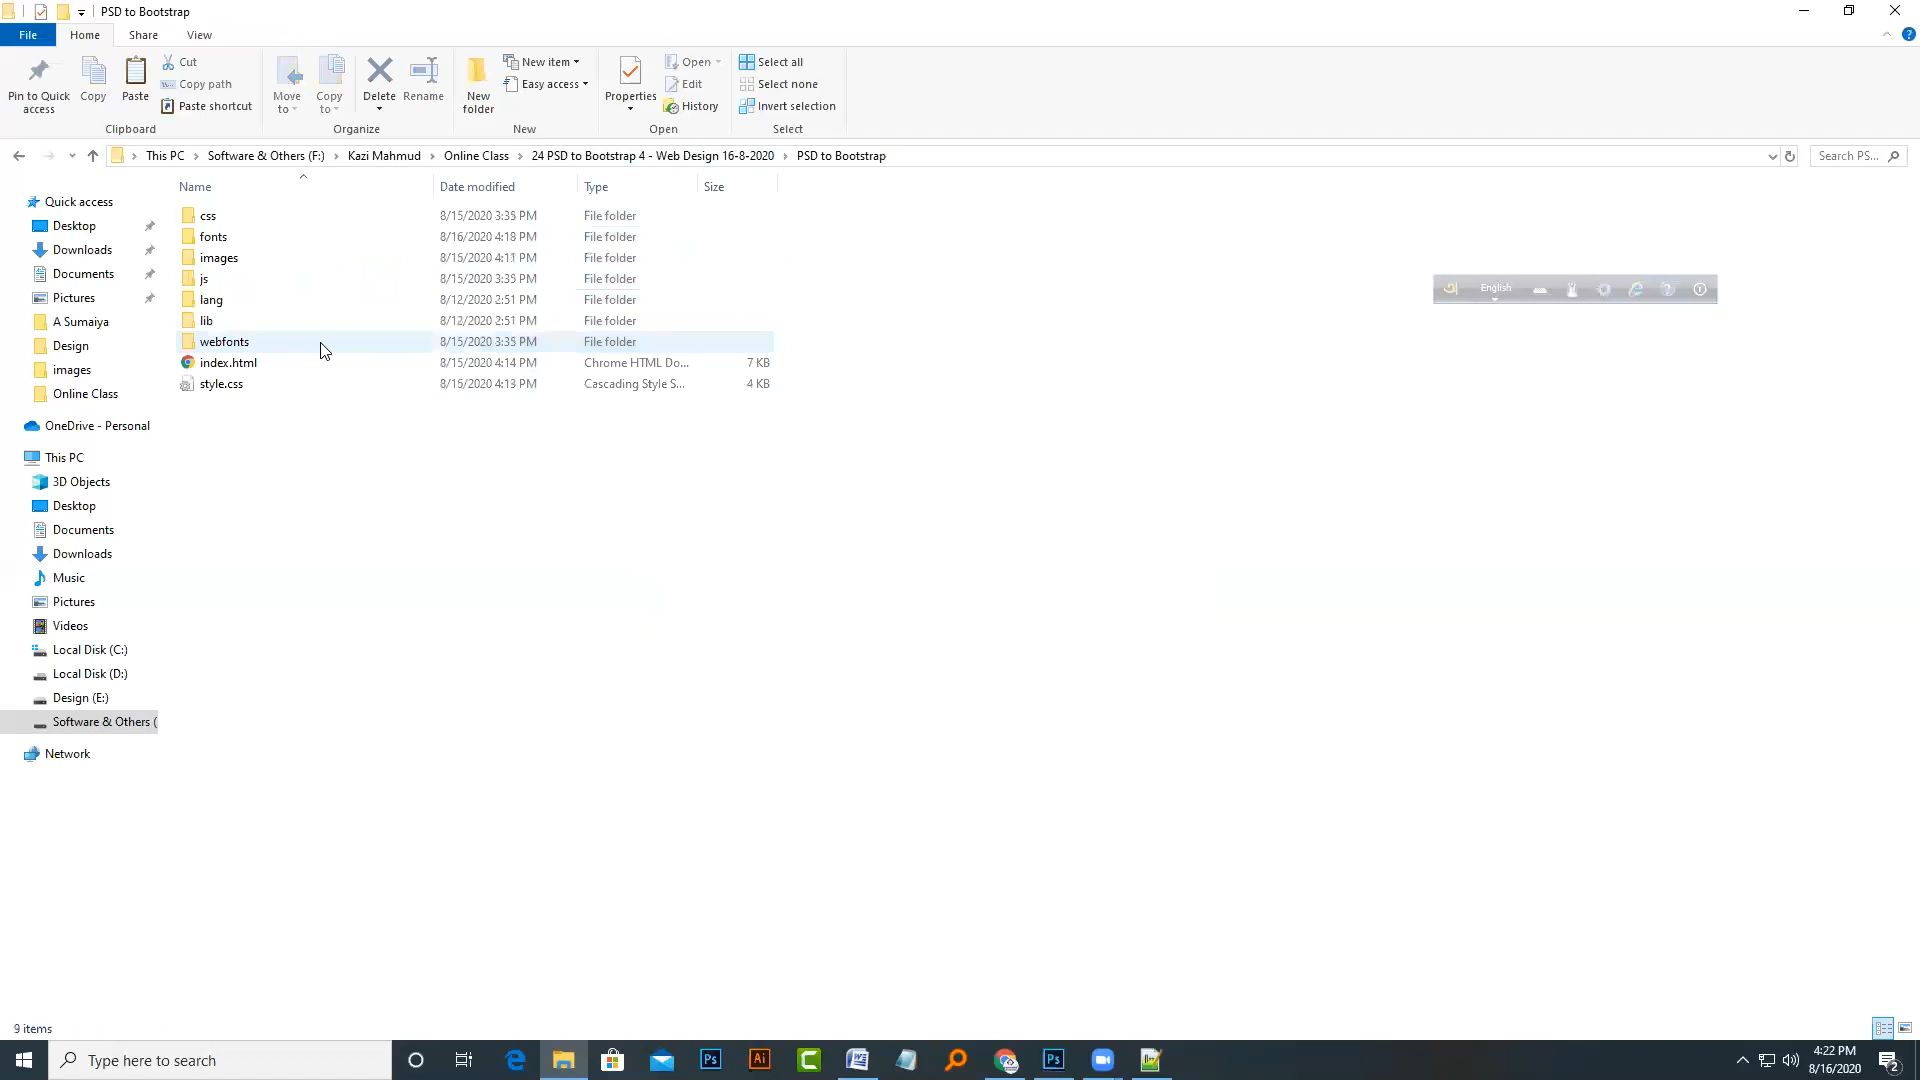 PSD to Bootstrap
File Home Share View
Pin to Quick access
Copy
Paste
Cut
Copy path
Paste shortcut
Clipboard
Move to
Copy to
Delete
Rename
Organize
New folder
New item
Easy access
New
Properties
Open
Edit
History
Open
Select all
Select none
Invert selection
Select
This PC Software & Others (F:) Kazi Mahmud Online Class 24 PSD to Bootstrap 4 - Web Design 16-8-2020 PSD to Bootstrap
Search PS...
Name Date modified Type Size
css 8/15/2020 3:35 PM File folder
fonts 8/16/2020 4:18 PM File folder
images 8/15/2020 4:11 PM File folder
js 8/15/2020 3:35 PM File folder
lang 8/12/2020 2:51 PM File folder
lib 8/12/2020 2:51 PM File folder
webfonts 8/15/2020 3:35 PM File folder
index.html 8/15/2020 4:14 PM Chrome HTML Do... 7 KB
style.css 8/15/2020 4:13 PM Cascading Style S... 4 KB
English
Quick access
Desktop
Downloads
Documents
Pictures
A Sumaiya
Design
images
Online Class
OneDrive - Personal
This PC
3D Objects
Desktop
Documents
Downloads
Music
Pictures
Videos
Local Disk (C:)
Local Disk (D:)
Design (E:)
Software & Others (
Network
9 items
Type here to search
Ps
Ai
Ps
4:22 PM
8/16/2020
2